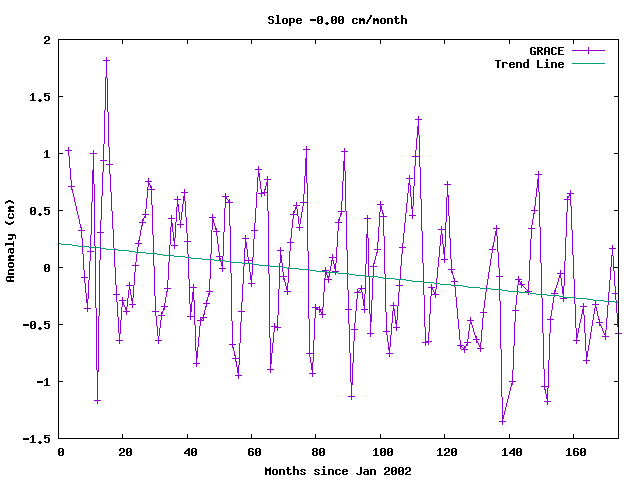 Slope -0.00 cm/month
GRACE
Trend Line
2
1.5
1
0.5
0
-0.5
-1
-1.5
Anomaly (cm)
0 20 40 60 80 100 120 140 160
Months since Jan 2002